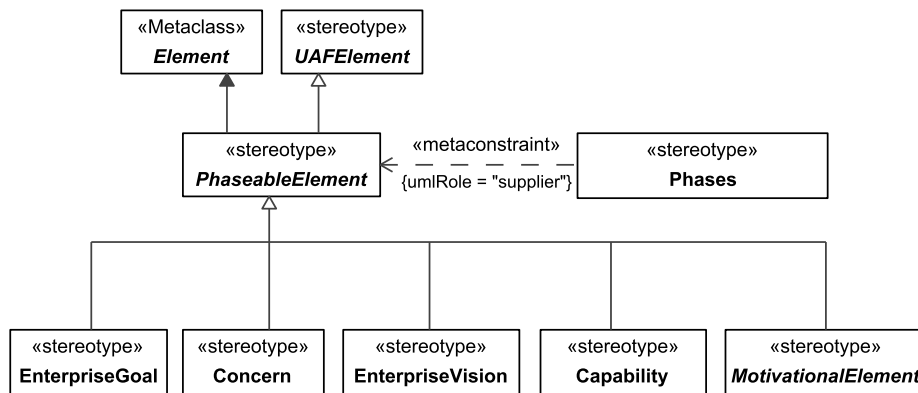 «Metaclass»
Element
«stereotype»
UAFElement
«stereotype»
PhaseableElement
«metaconstraint»
{umlRole = "supplier"}
«stereotype»
Phases
«stereotype»
EnterpriseGoal
«stereotype»
Concern
«stereotype»
EnterpriseVision
«stereotype»
Capability
«stereotype»
MotivationalElement